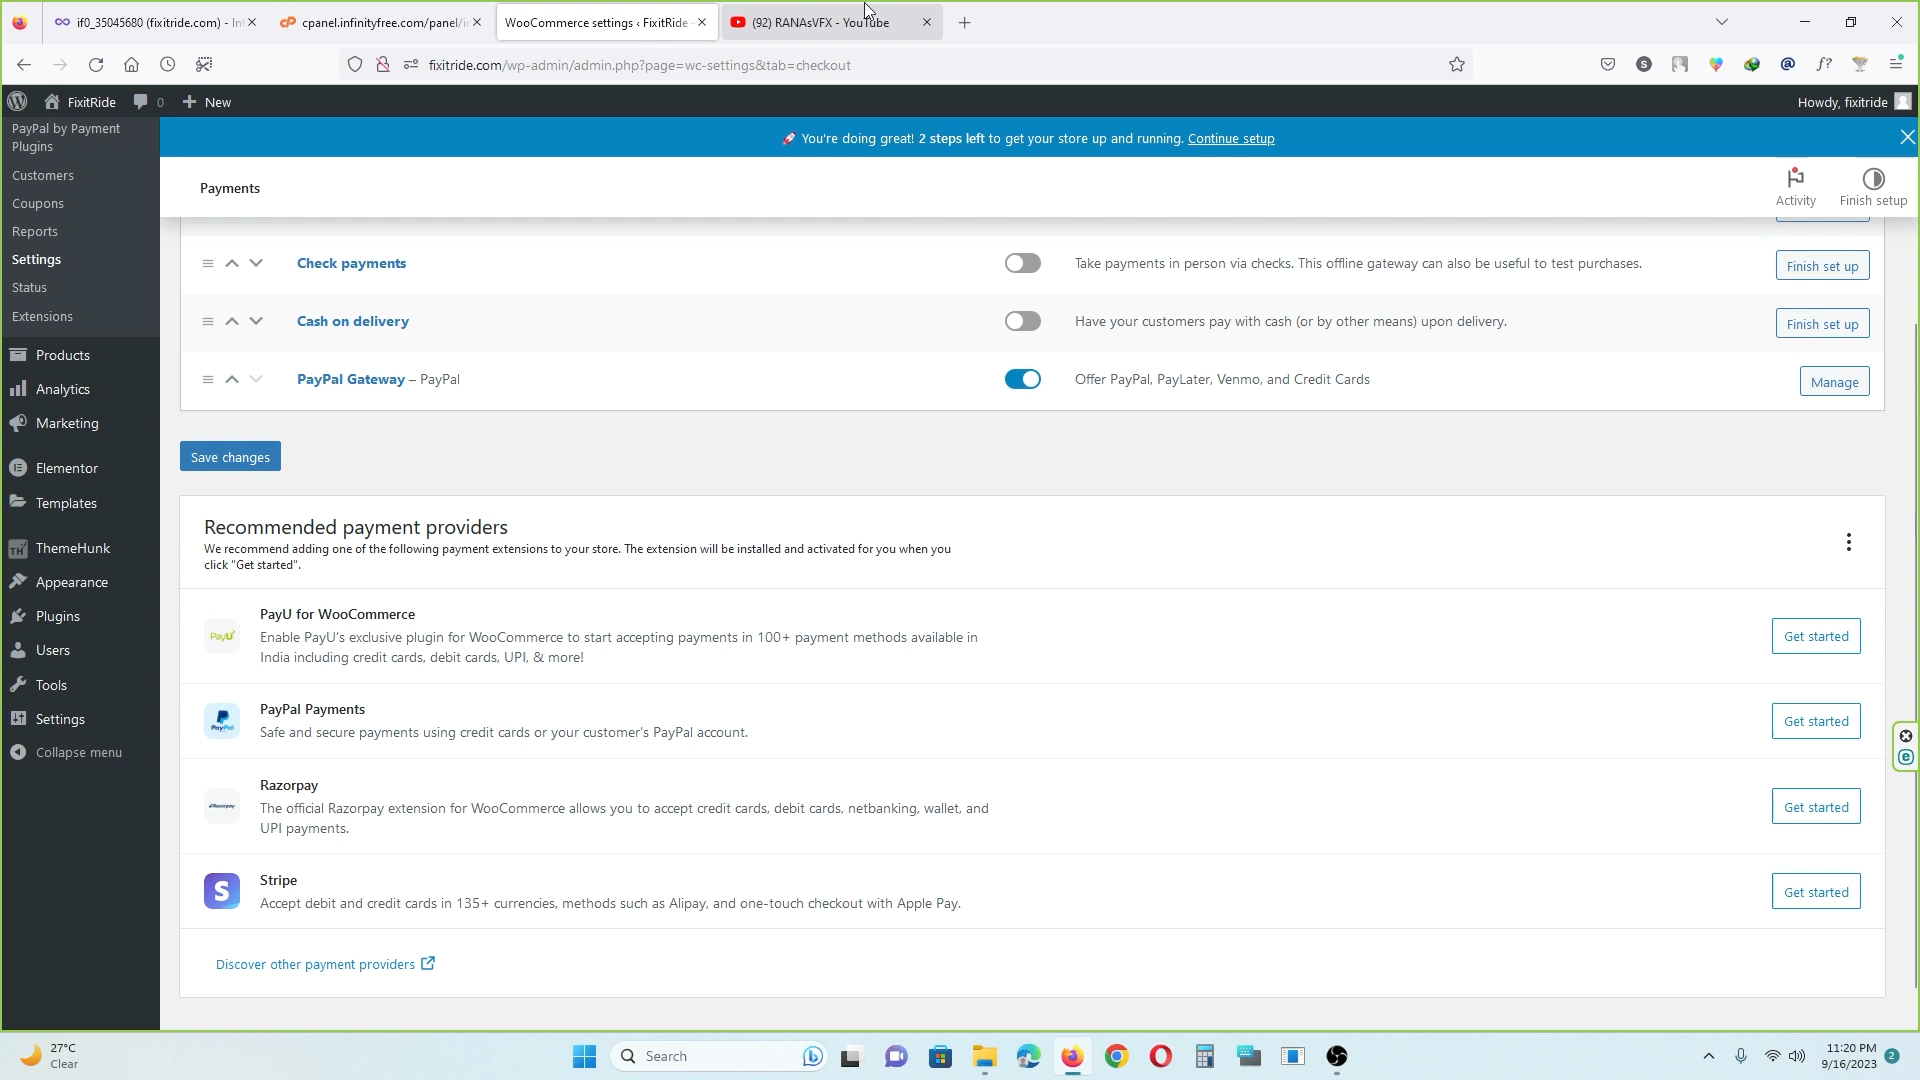 if0_35045680 (fixitride.com) - In
cpanel.infinityfree.com/panel/i
WooCommerce settings ‹ FixitRide -
(92) RANAsVFX - YouTube
fixitride.com/wp-admin/admin.php?page=wc-settings&tab=checkout
FixitRide
0
New
Howdy, fixitride
PayPal by Payment
Plugins
Customers
Coupons
Reports
Settings
Status
Extensions
Products
Analytics
Marketing
Elementor
Templates
ThemeHunk
Appearance
Plugins
Users
Tools
Settings
Collapse menu
🚀 You're doing great! 2 steps left to get your store up and running. Continue setup
Payments
Activity
Finish setup
Check payments
Take payments in person via checks. This offline gateway can also be useful to test purchases.
Finish set up
Cash on delivery
Have your customers pay with cash (or by other means) upon delivery.
Finish set up
PayPal Gateway – PayPal
Offer PayPal, PayLater, Venmo, and Credit Cards
Manage
Save changes
Recommended payment providers
We recommend adding one of the following payment extensions to your store. The extension will be installed and activated for you when you
click "Get started".
PayU
PayU for WooCommerce
Enable PayU's exclusive plugin for WooCommerce to start accepting payments in 100+ payment methods available in
India including credit cards, debit cards, UPI, & more!
Get started
PayPal
PayPal Payments
Safe and secure payments using credit cards or your customer's PayPal account.
Get started
Razorpay
Razorpay
The official Razorpay extension for WooCommerce allows you to accept credit cards, debit cards, netbanking, wallet, and
UPI payments.
Get started
S
Stripe
Accept debit and credit cards in 135+ currencies, methods such as Alipay, and one-touch checkout with Apple Pay.
Get started
Discover other payment providers
27°C
Clear
Search
11:20 PM
9/16/2023
2